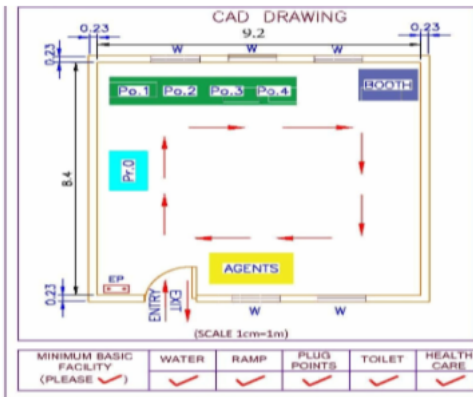 CAD DRAWING
0.23 9.2 0.23
W W W
0.23
Po.1 Po.2 Po.3 Po.4 BOOTH
8.4
Pr.0
AGENTS
EP
ENTRY EXIT
0.23
W W
(SCALE 1cm=1m)
MINIMUM BASIC FACILITY (PLEASE ✓) WATER RAMP PLUG POINTS TOILET HEALTH CARE
✓ ✓ ✓ ✓ ✓